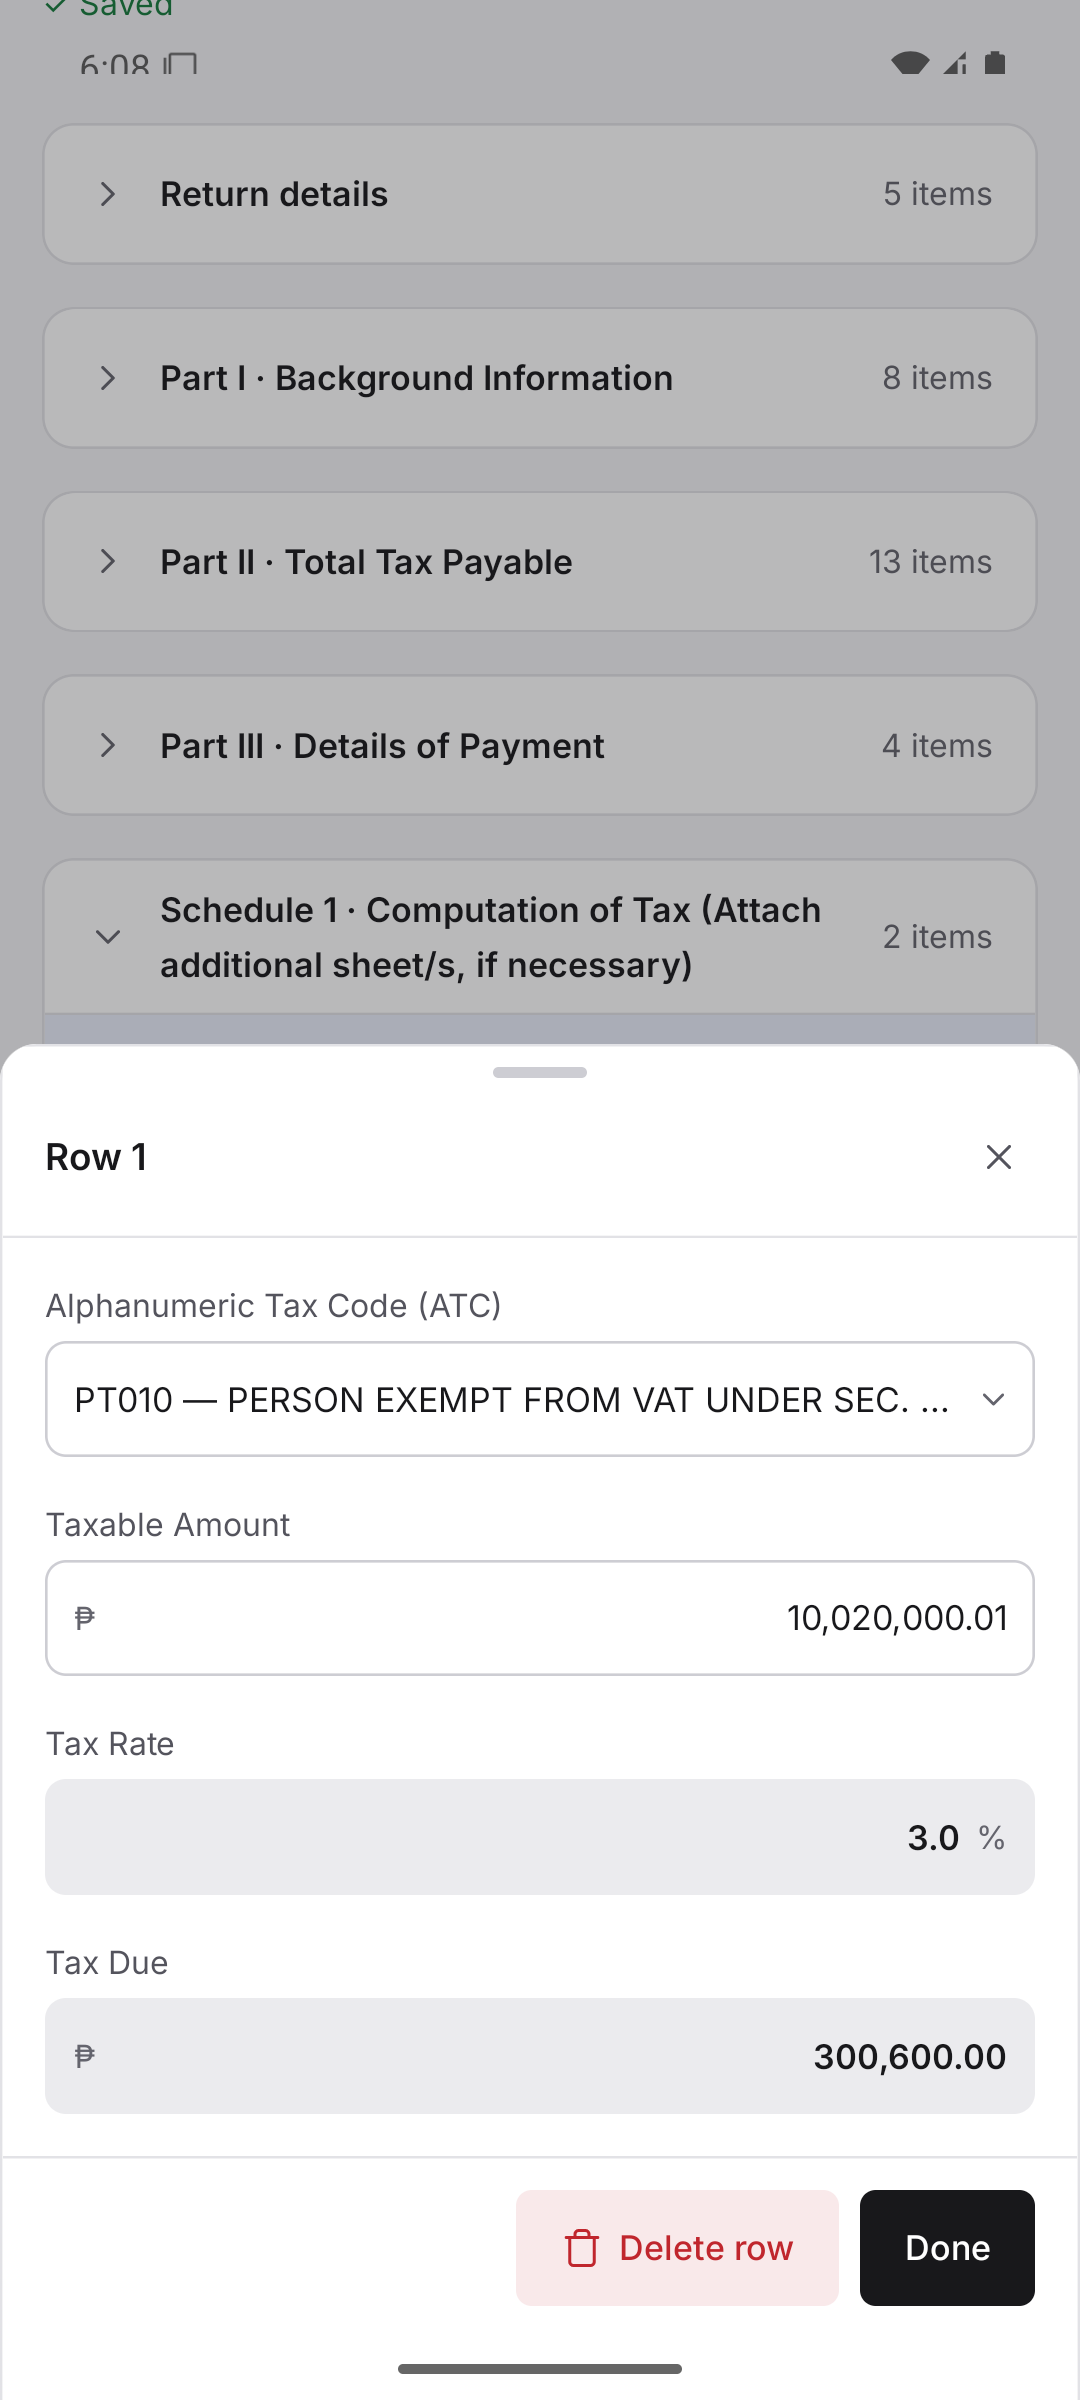 Saved
6:08
Return details
5 items
Part I · Background Information
8 items
Part II · Total Tax Payable
13 items
Part III · Details of Payment
4 items
Schedule 1 · Computation of Tax (Attach
additional sheet/s, if necessary)
2 items
Row 1
Alphanumeric Tax Code (ATC)
PT010 — PERSON EXEMPT FROM VAT UNDER SEC. ...
Taxable Amount
₱ 10,020,000.01
Tax Rate
3.0 %
Tax Due
₱ 300,600.00
Delete row
Done